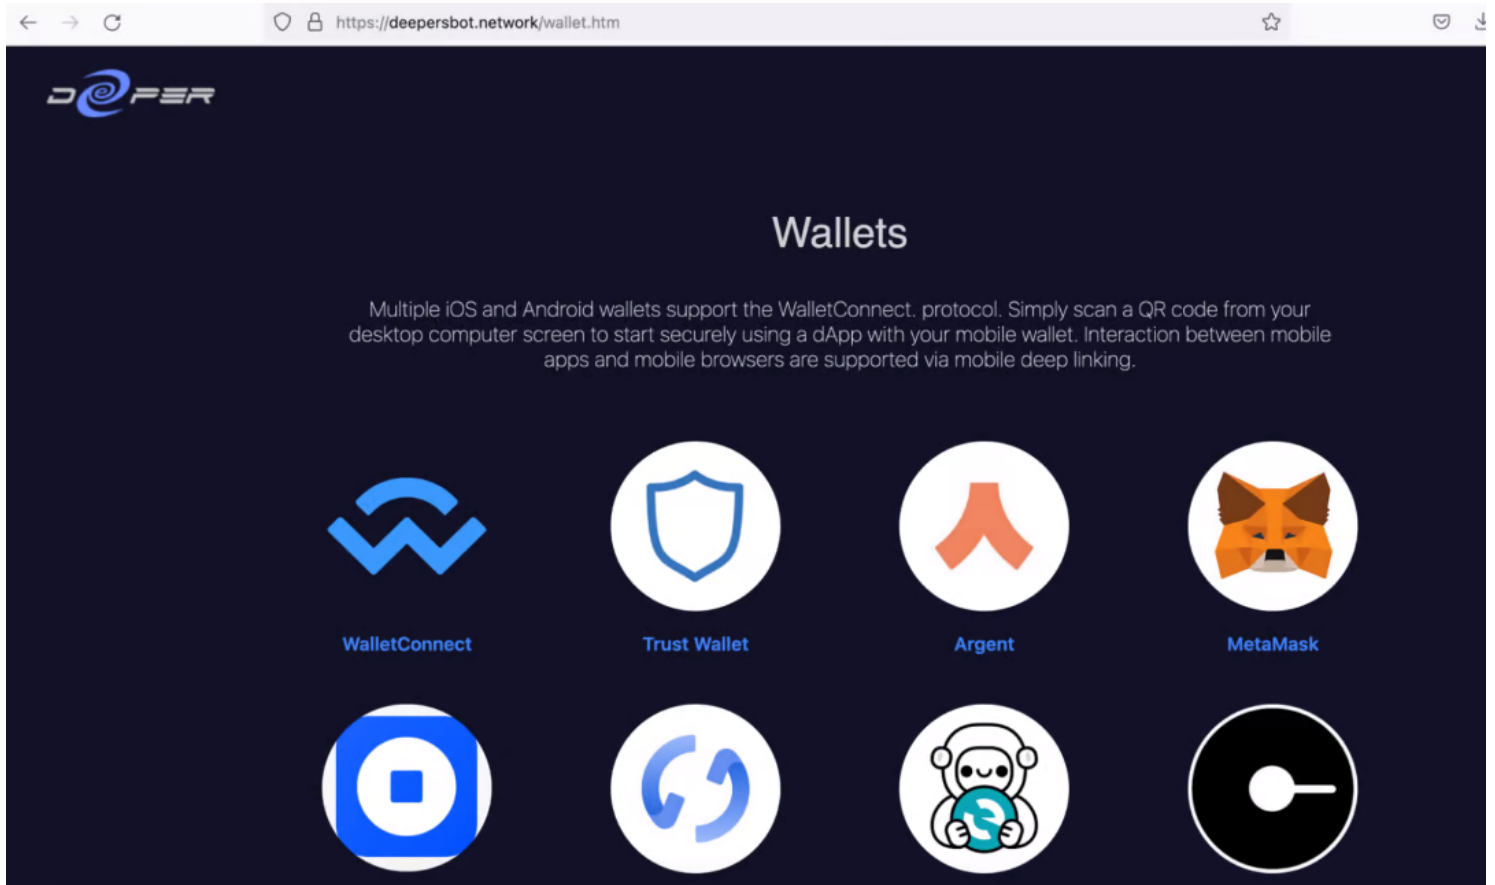 https://deepersbot.network/wallet.htm
DEEPER
Wallets
Multiple iOS and Android wallets support the WalletConnect. protocol. Simply scan a QR code from your
desktop computer screen to start securely using a dApp with your mobile wallet. Interaction between mobile
apps and mobile browsers are supported via mobile deep linking.
WalletConnect
Trust Wallet
Argent
MetaMask